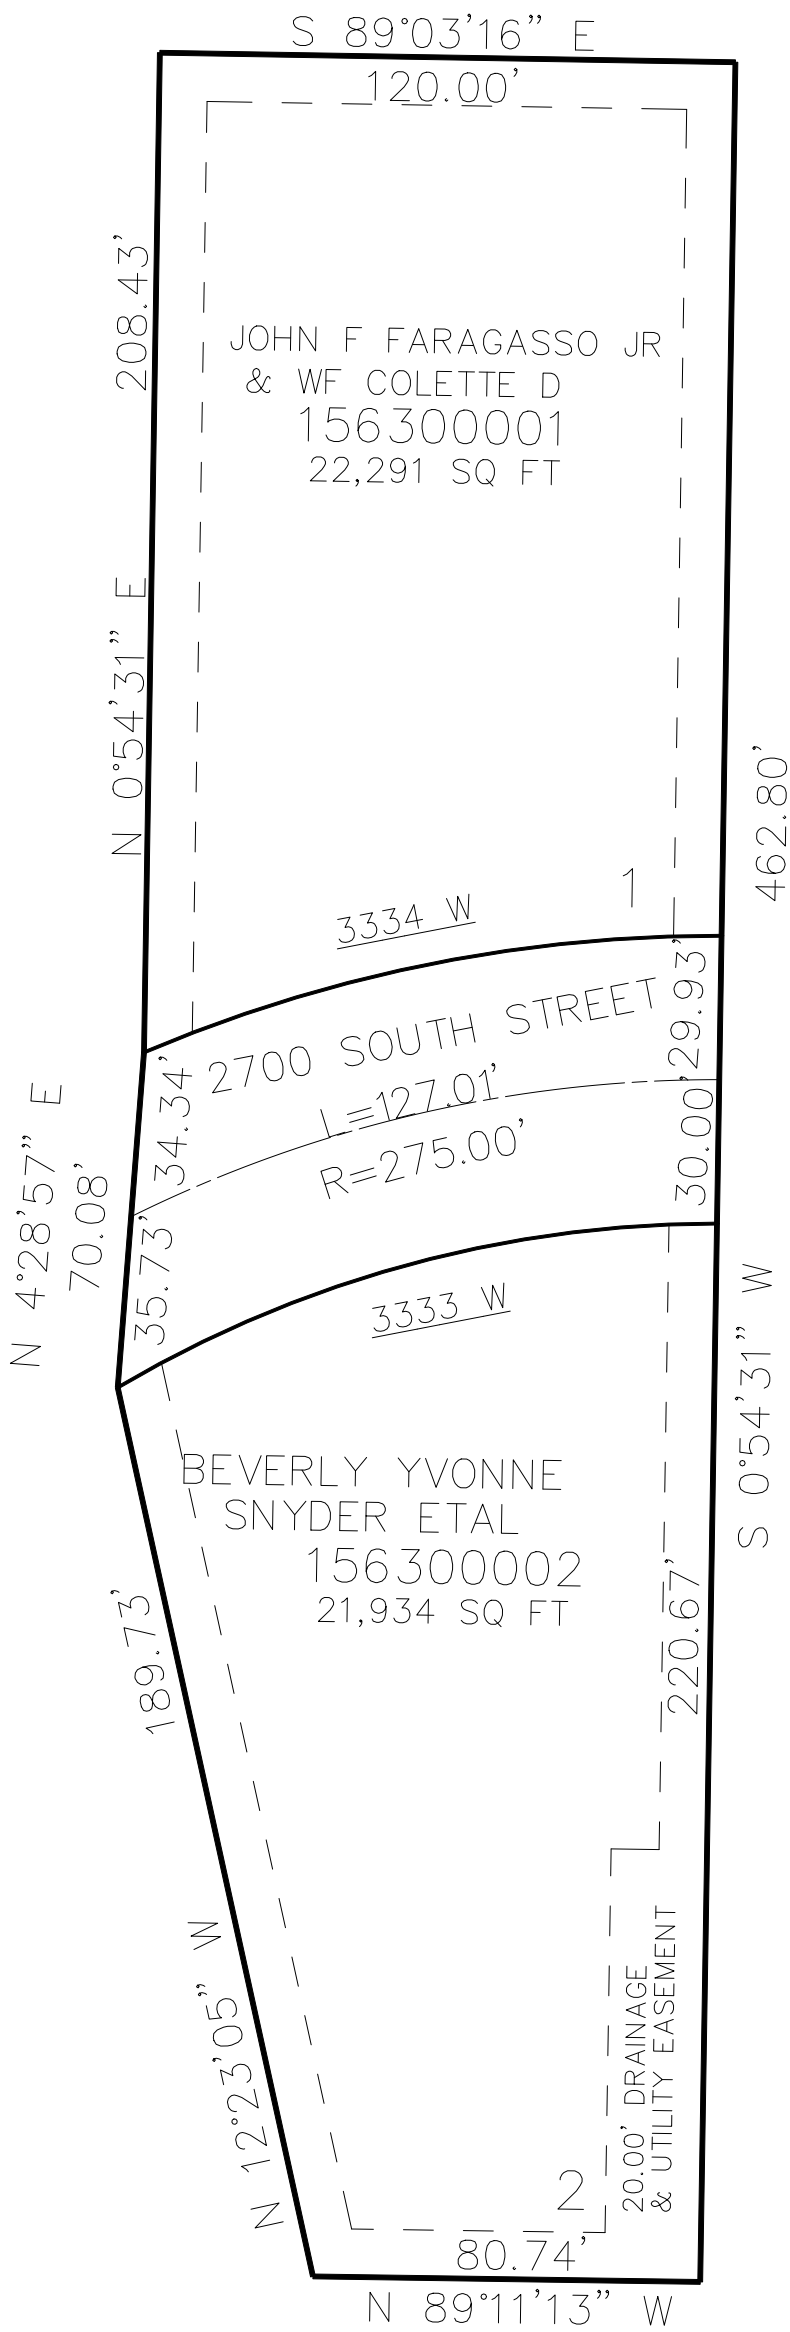 S 89°03'16" E
120.00'
208.43'
N 0°54'31" E
JOHN F FARAGASSO JR
& WF COLETTE D
156300001
22,291 SQ FT
462.80'
S 0°54'31" W
1
3334 W
2700 SOUTH STREET
29.93'
34.34'
L=127.01'
R=275.00'
30.00'
35.73'
N 4°28'57" E
70.08'
3333 W
BEVERLY YVONNE
SNYDER ETAL
156300002
21,934 SQ FT
220.67'
189.73'
N 12°23'05" W
20.00' DRAINAGE
& UTILITY EASEMENT
2
80.74'
N 89°11'13" W